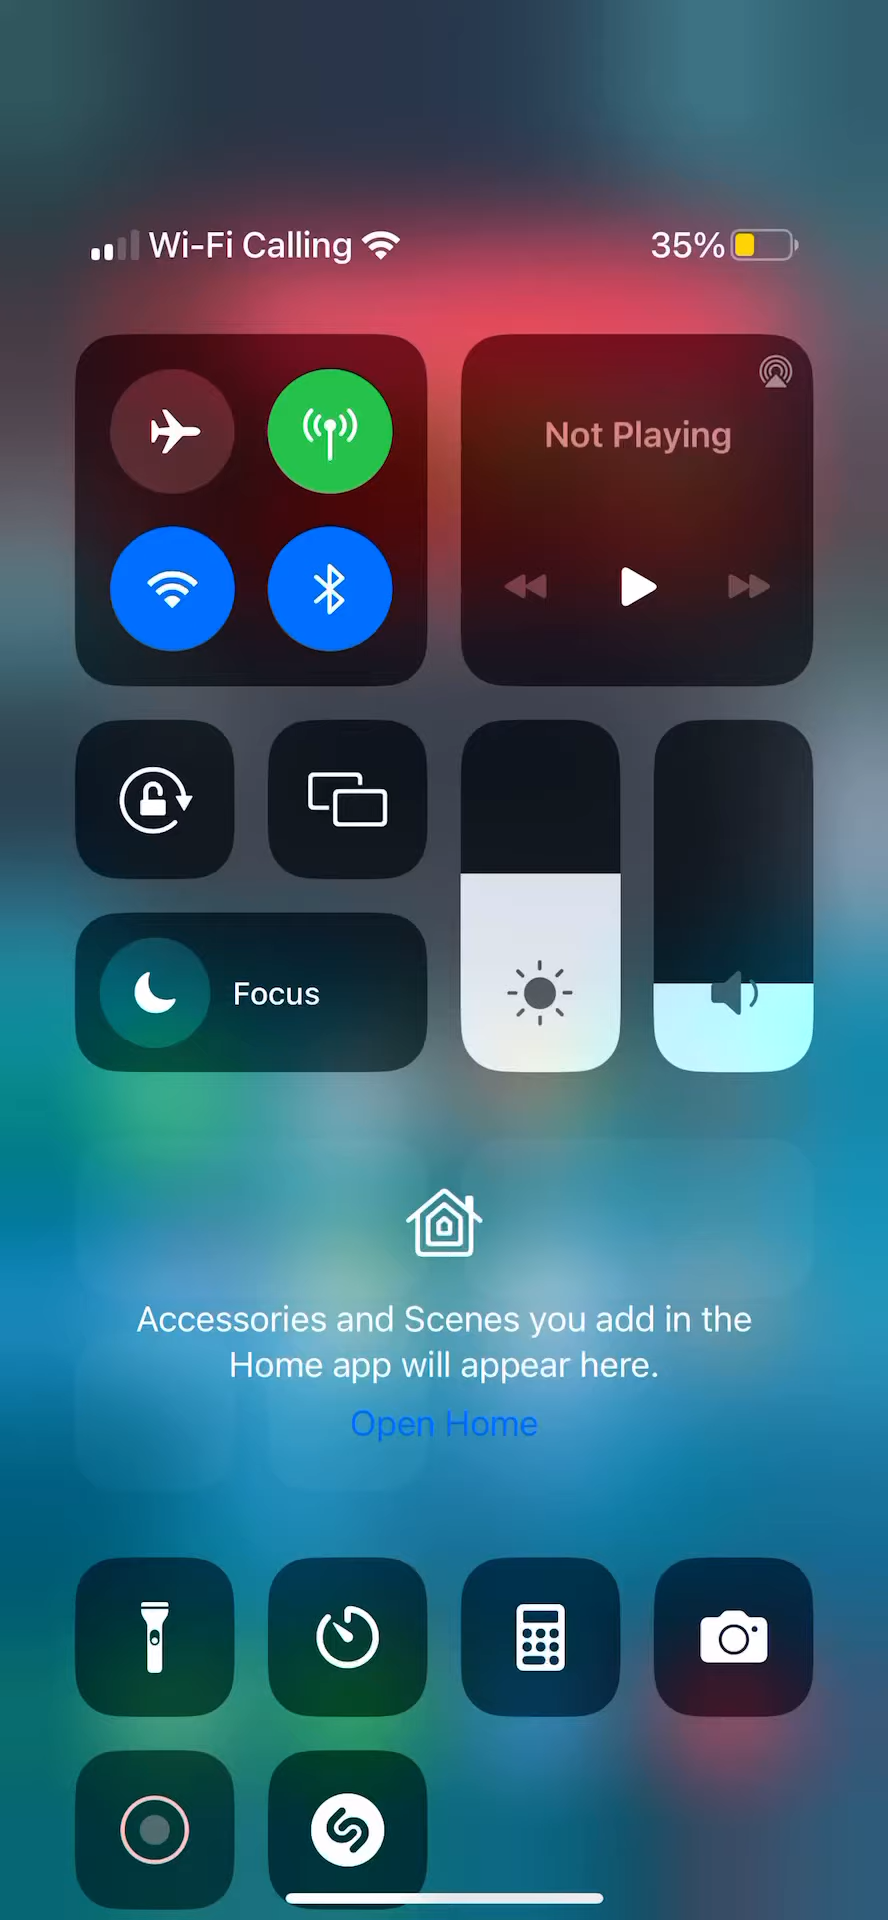 Wi-Fi Calling
35%
Not Playing
Focus
Accessories and Scenes you add in the
Home app will appear here.
Open Home